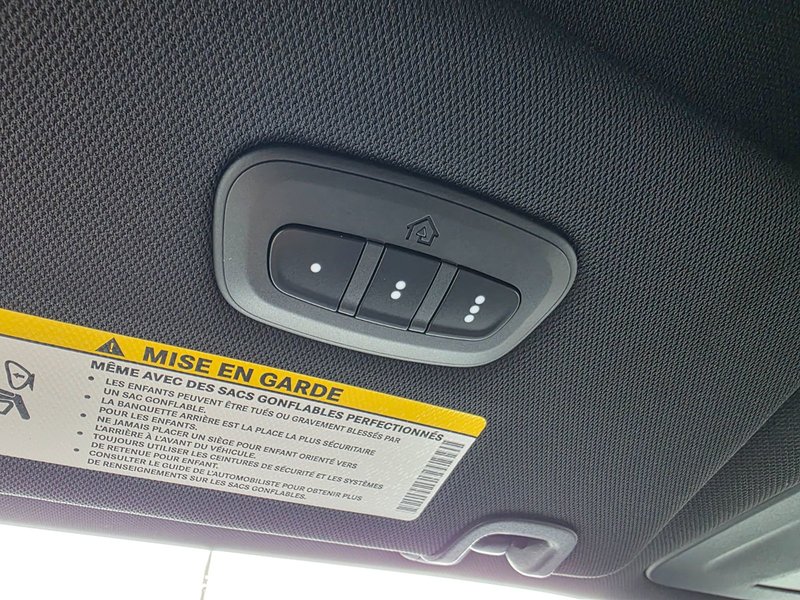 MISE EN GARDE
MÊME AVEC DES SACS GONFLABLES PERFECTIONNÉS
• LES ENFANTS PEUVENT ÊTRE TUÉS OU GRAVEMENT BLESSÉS PAR
UN SAC GONFLABLE.
• LA BANQUETTE ARRIÈRE EST LA PLACE LA PLUS SÉCURITAIRE
POUR LES ENFANTS.
• NE JAMAIS PLACER UN SIÈGE POUR ENFANT ORIENTÉ VERS
L'ARRIÈRE À L'AVANT DU VÉHICULE.
• TOUJOURS UTILISER LES CEINTURES DE SÉCURITÉ ET LES SYSTÈMES
DE RETENUE POUR ENFANT.
• CONSULTER LE GUIDE DE L'AUTOMOBILISTE POUR OBTENIR PLUS
DE RENSEIGNEMENTS SUR LES SACS GONFLABLES.